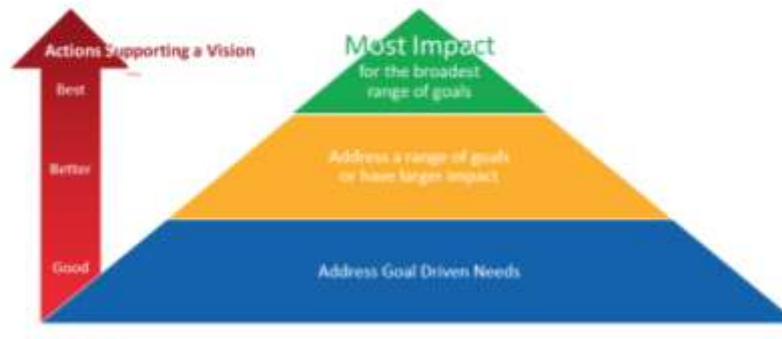 Actions Supporting a Vision
Best
Better
Good
Most Impact
for the broadest
range of goals
Address a range of goals
or have larger impact
Address Goal Driven Needs